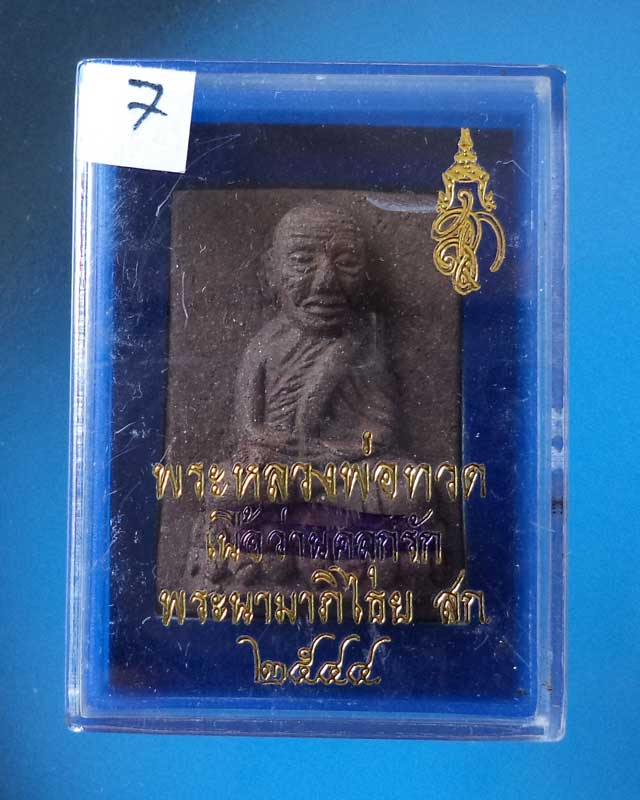 7
พระหลวงพ่อทวด
เนื้อว่านคลุกรัก
พระนามาภิไธย สก.
๒๕๔๔